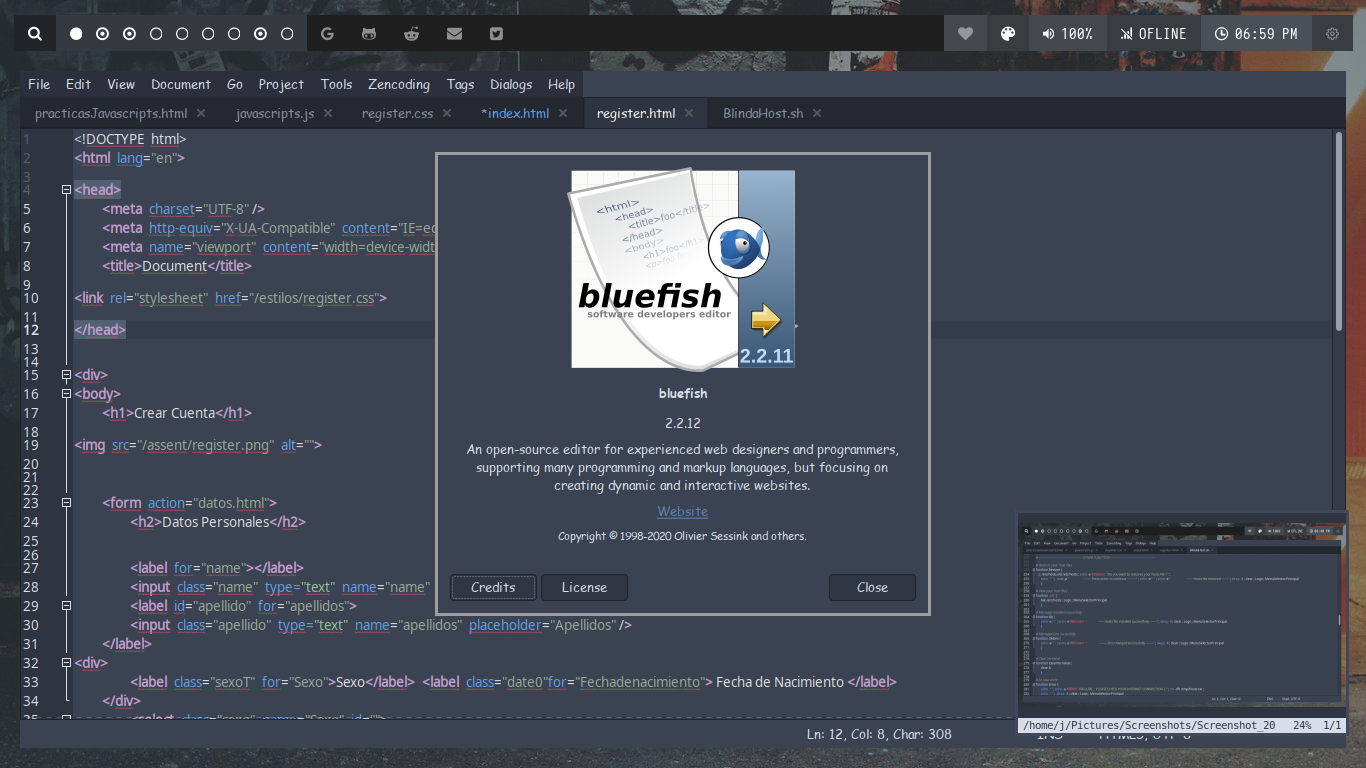 100% OFLINE 06:59 PM
File Edit View Document Go Project Tools Zencoding Tags Dialogs Help
practicasJavascripts.html javascripts.js register.css *index.html register.html BlindaHost.sh
1 <!DOCTYPE html>
2 <html lang="en">
3
4 <head>
5 <meta charset="UTF-8" />
6 <meta http-equiv="X-UA-Compatible" content="IE=ed
7 <meta name="viewport" content="width=device-widt
8 <title>Document</title>
9
10 <link rel="stylesheet" href="/estilos/register.css">
11
12 </head>
13
14
15 <div>
16 <body>
17 <h1>Crear Cuenta</h1>
18
19 <img src="/assent/register.png" alt="">
20
21
22
23 <form action="datos.html">
24 <h2>Datos Personales</h2>
25
26
27 <label for="name"></label>
28 <input class="name" type="text" name="name"
29 <label id="apellido" for="apellidos">
30 <input class="apellido" type="text" name="apellidos" placeholder="Apellidos" />
31 </label>
32 <div>
33 <label class="sexoT" for="Sexo">Sexo</label> <label class="date0"for="Fechadenacimiento"> Fecha de Nacimiento </label>
34 </div>
<html>
<head>
<title>foo</title>
</head>
<body>
<h1>foo</h1>
bluefish
software developers editor
2.2.11
bluefish
2.2.12
An open-source editor for experienced web designers and programmers,
supporting many programming and markup languages, but focusing on
creating dynamic and interactive websites.
Website
Copyright © 1998-2020 Olivier Sessink and others.
Credits License Close
/home/j/Pictures/Screenshots/Screenshot_20 24% 1/1
Ln: 12, Col: 8, Char: 308